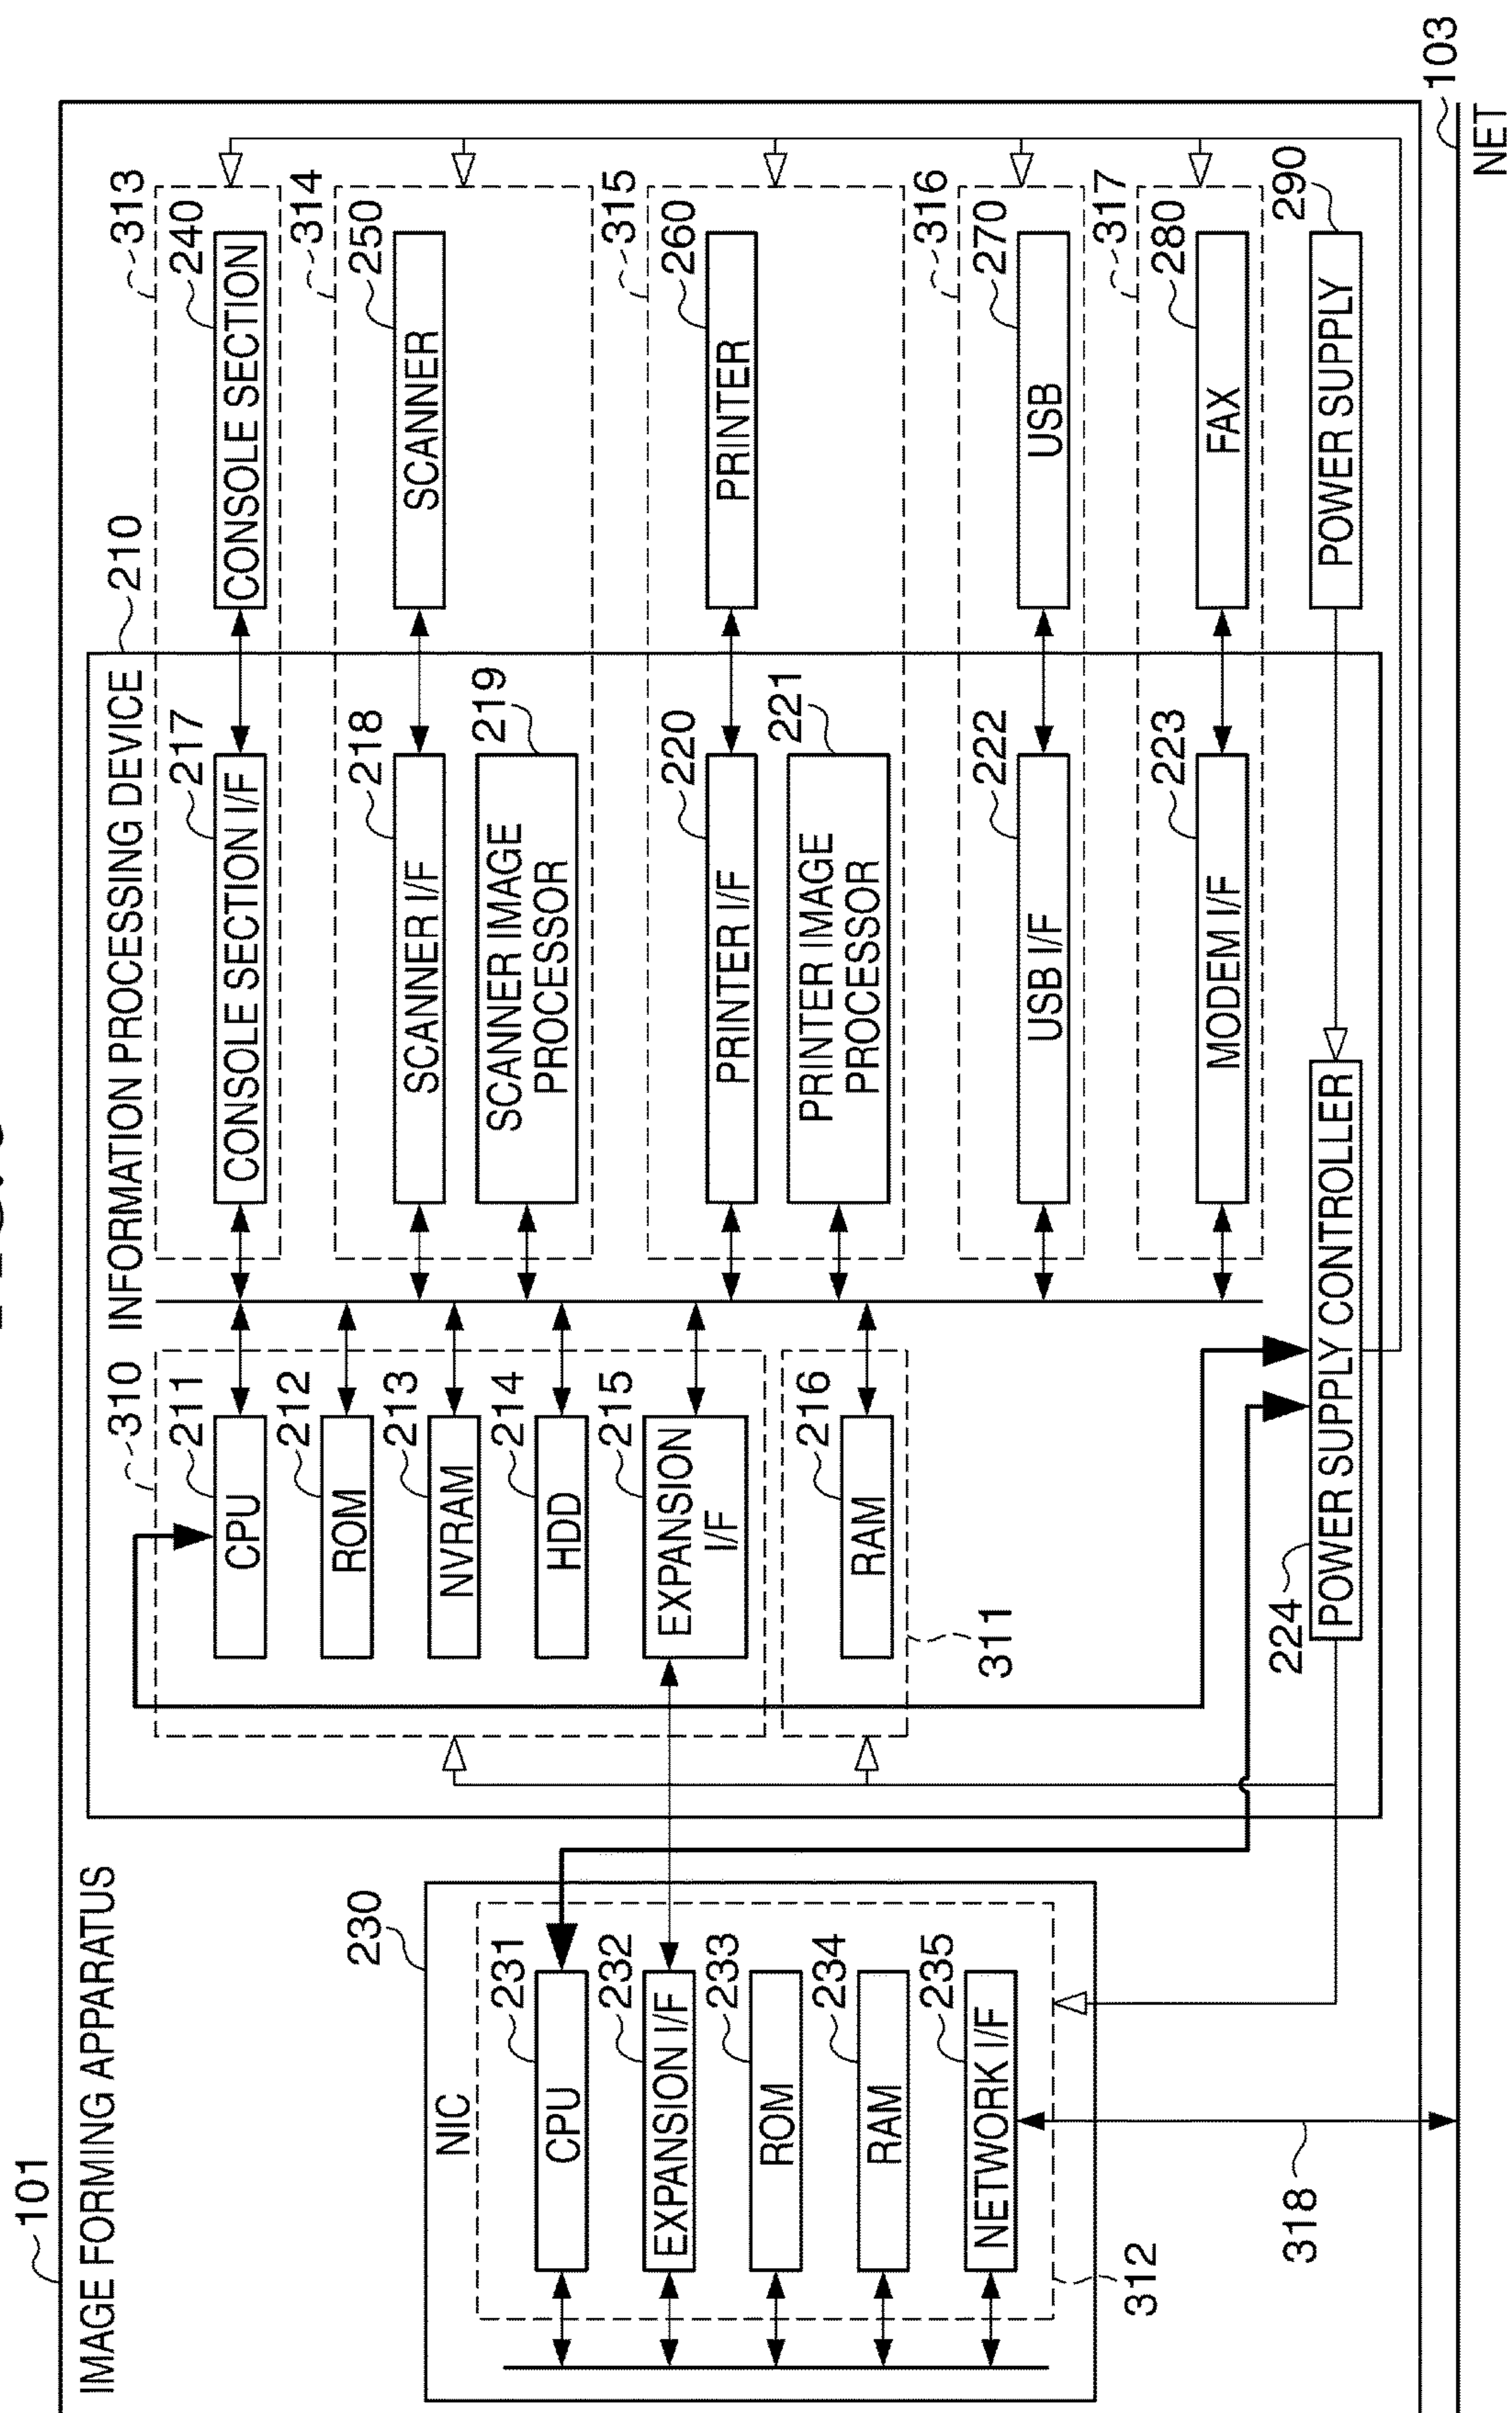 101
IMAGE FORMING APPARATUS
230
NIC
231
CPU
232
EXPANSION I/F
233
ROM
234
RAM
235
NETWORK I/F
312
318
310
INFORMATION PROCESSING DEVICE
210
211
CPU
212
ROM
213
NVRAM
214
HDD
215
EXPANSION
I/F
216
RAM
311
224
POWER SUPPLY CONTROLLER
217
CONSOLE SECTION I/F
218
SCANNER I/F
219
SCANNER IMAGE
PROCESSOR
220
PRINTER I/F
221
PRINTER IMAGE
PROCESSOR
222
USB I/F
223
MODEM I/F
313
240
CONSOLE SECTION
314
250
SCANNER
315
260
PRINTER
316
270
USB
317
280
FAX
290
POWER SUPPLY
103
NET